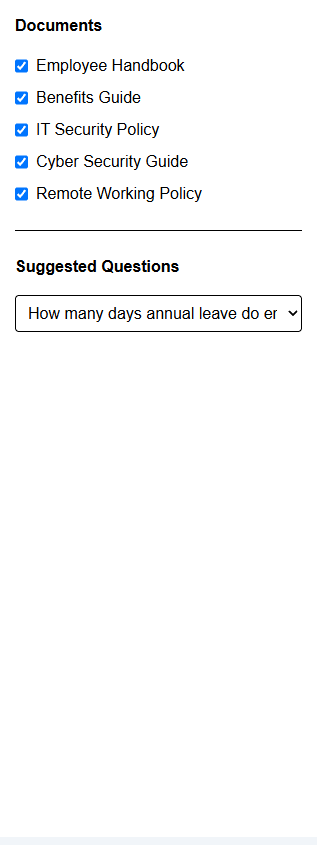 Documents
Employee Handbook
Benefits Guide
IT Security Policy
Cyber Security Guide
Remote Working Policy
Suggested Questions
How many days annual leave do er